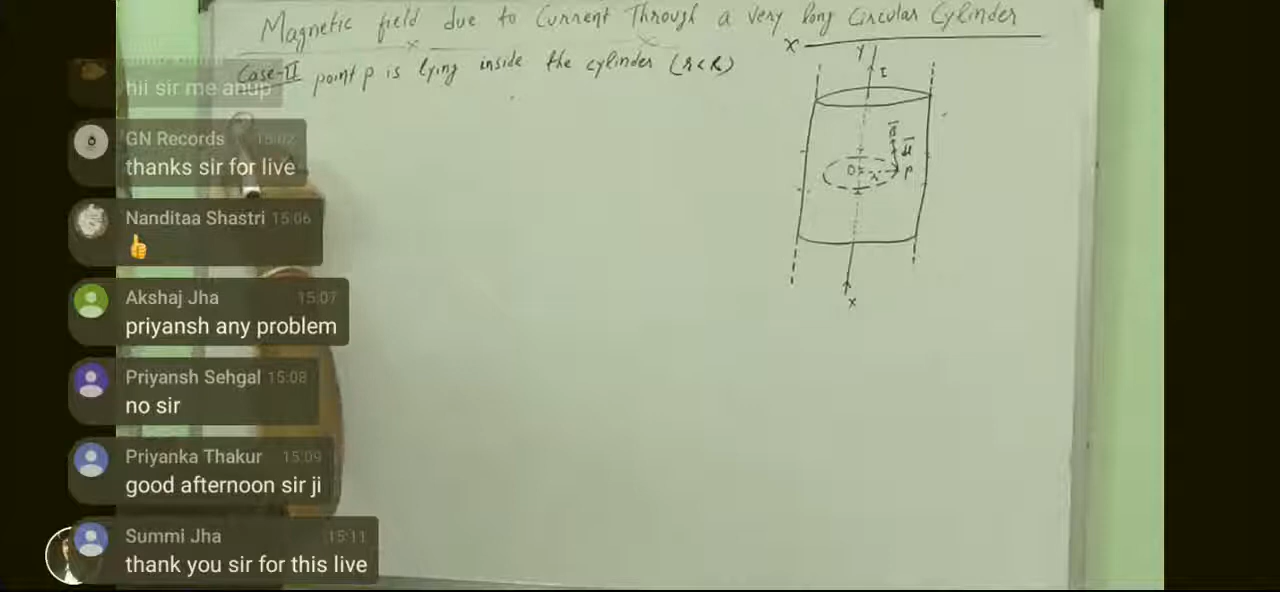 Magnetic field due to Current Through a Very long Circular Cylinder
Case-II point p is lying inside the cylinder (r<R)
hii sir me anup
GN Records 15:02
thanks sir for live
Nanditaa Shastri 15:06
👍
Akshaj Jha 15:07
priyansh any problem
Priyansh Sehgal 15:08
no sir
Priyanka Thakur 15:09
good afternoon sir ji
Summi Jha 15:11
thank you sir for this live
Y
I
B
dl
O
r
P
X